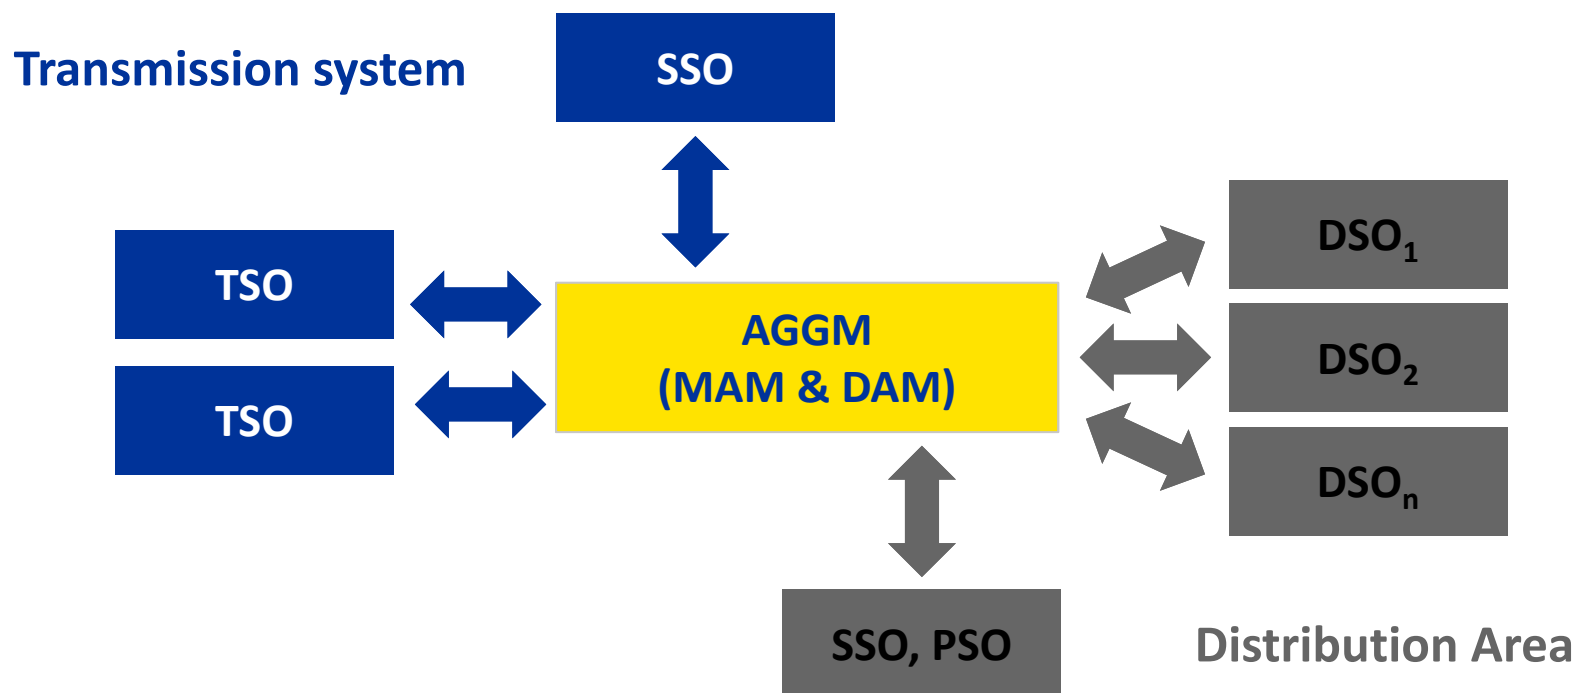 Transmission system
SSO
TSO
TSO
AGGM
(MAM & DAM)
DSO₁
DSO₂
DSOₙ
SSO, PSO
Distribution Area